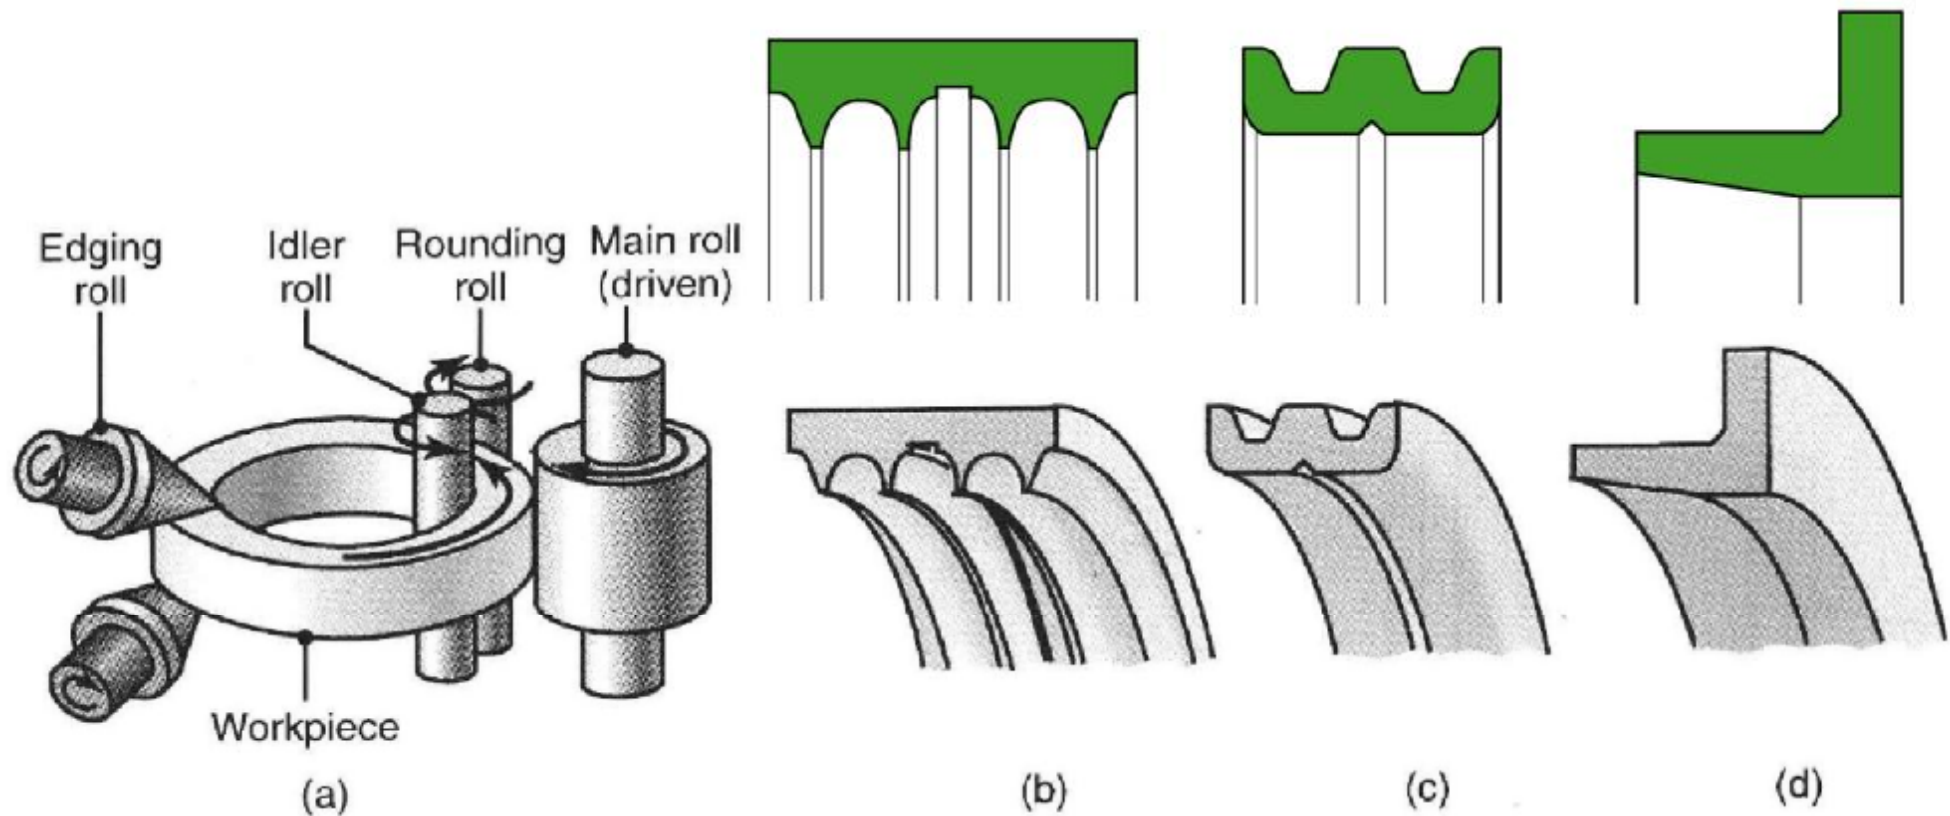 Edging
roll
Idler
roll
Rounding
roll
Main roll
(driven)
Workpiece
(a)
(b)
(c)
(d)